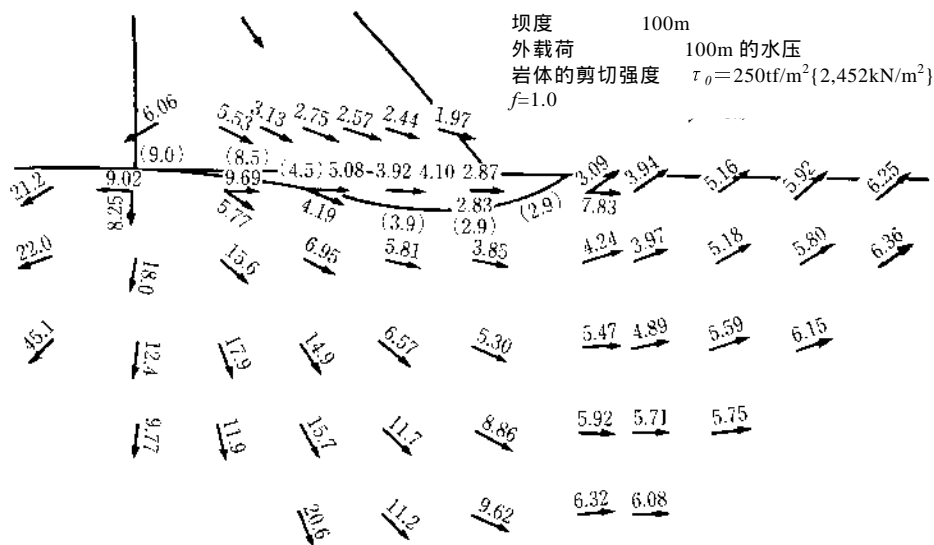 坝度 100m
外载荷 100m 的水压
岩体的剪切强度 τ₀=250tf/m²{2,452kN/m²}
f=1.0
6.06 5.53 3.13 2.75 2.57 2.44 1.97
(9.0) (8.5) (4.5) 5.08 3.92 4.10 2.87 3.09 3.94 5.16 5.92 6.25
21.2 9.02 9.69 2.83 7.83
8.25 5.77 4.19 (3.9) (2.9) (2.9)
22.0 18.0 15.6 6.95 5.81 3.85 4.24 3.97 5.18 5.80 6.36
45.1 12.4 17.9 14.9 6.57 5.30 5.47 4.89 5.59 6.15
9.77 11.9 15.7 11.7 8.86 5.92 5.71 5.75
20.6 11.2 9.62 6.32 6.08